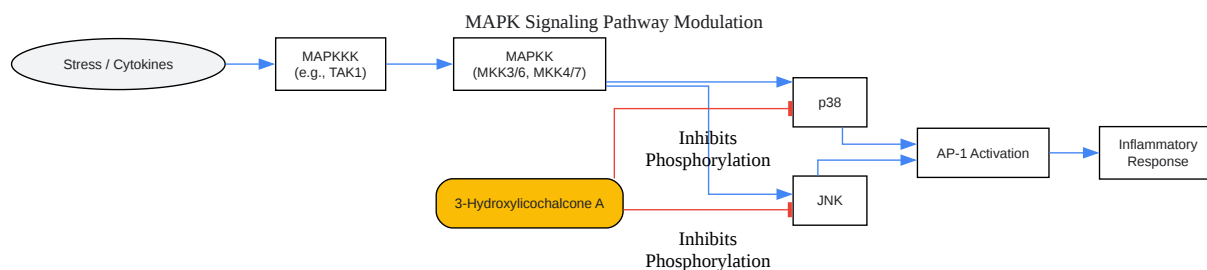 MAPK Signaling Pathway Modulation
Stress / Cytokines
MAPKKK
(e.g., TAK1)
MAPKK
(MKK3/6, MKK4/7)
p38
Inhibits
Phosphorylation
AP-1 Activation
Inflammatory
Response
3-Hydroxylicochalcone A
JNK
Inhibits
Phosphorylation